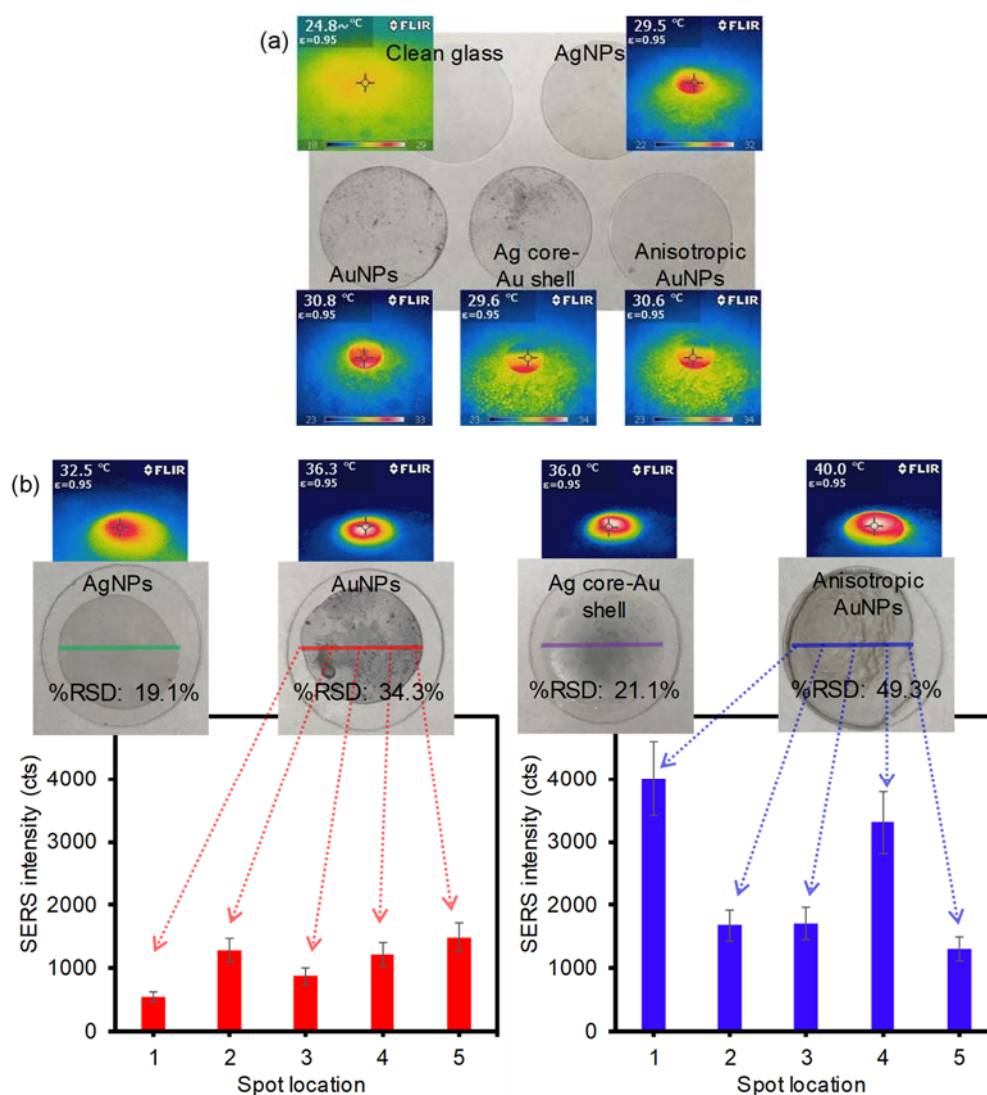 (a)
24.8~ °C
FLIR
ε=0.95
18
29
Clean glass
AgNPs
29.5 °C
FLIR
ε=0.95
22
32
AuNPs
Ag core-
Au shell
Anisotropic
AuNPs
30.8 °C
FLIR
ε=0.95
23
33
29.6 °C
FLIR
ε=0.95
23
34
30.6 °C
FLIR
ε=0.95
23
34
(b)
32.5 °C
FLIR
ε=0.95
36.3 °C
FLIR
ε=0.95
36.0 °C
FLIR
ε=0.95
40.0 °C
FLIR
ε=0.95
AgNPs
%RSD: 19.1%
AuNPs
%RSD: 34.3%
Ag core-Au
shell
%RSD: 21.1%
Anisotropic
AuNPs
%RSD: 49.3%
SERS intensity (cts)
4000
3000
2000
1000
0
1 2 3 4 5
Spot location
SERS intensity (cts)
4000
3000
2000
1000
0
1 2 3 4 5
Spot location